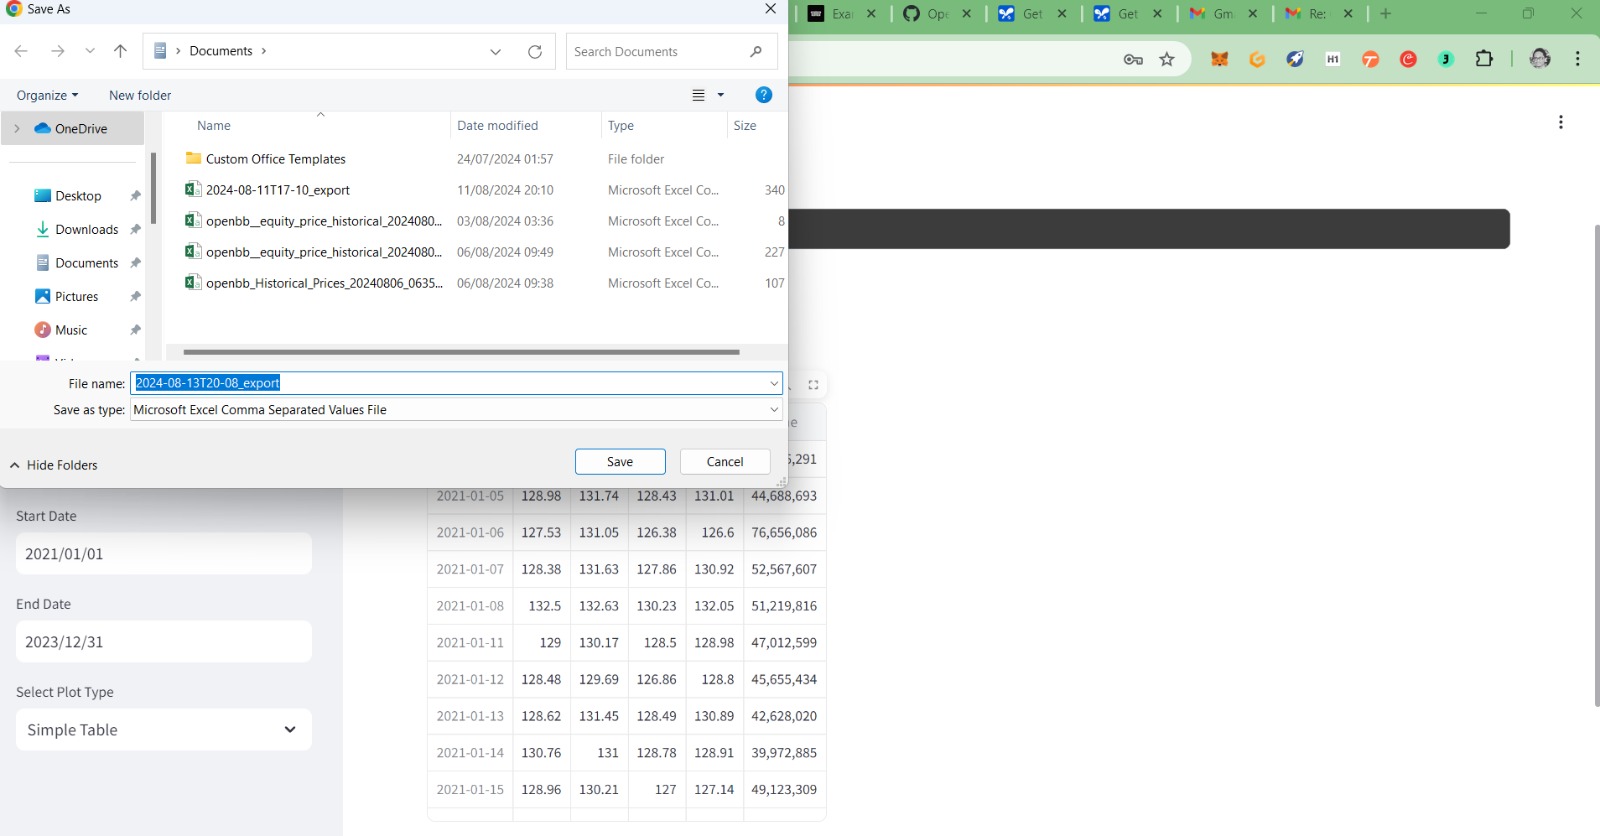 Save As
Exar
Ope
Get
Get
Gm
Re:
Documents
Search Documents
H1
3
Organize
New folder
OneDrive
Name
Date modified
Type
Size
Custom Office Templates 24/07/2024 01:57 File folder
2024-08-11T17-10_export 11/08/2024 20:10 Microsoft Excel Co... 340
Desktop
openbb__equity_price_historical_2024080... 03/08/2024 03:36 Microsoft Excel Co... 8
Downloads
openbb__equity_price_historical_2024080... 06/08/2024 09:49 Microsoft Excel Co... 227
Documents
openbb_Historical_Prices_20240806_0635... 06/08/2024 09:38 Microsoft Excel Co... 107
Pictures
Music
File name: 2024-08-13T20-08_export
Save as type: Microsoft Excel Comma Separated Values File
Hide Folders
Save
Cancel
e
5,291
2021-01-05 128.98 131.74 128.43 131.01 44,688,693
2021-01-06 127.53 131.05 126.38 126.6 76,656,086
2021-01-07 128.38 131.63 127.86 130.92 52,567,607
2021-01-08 132.5 132.63 130.23 132.05 51,219,816
2021-01-11 129 130.17 128.5 128.98 47,012,599
2021-01-12 128.48 129.69 126.86 128.8 45,655,434
2021-01-13 128.62 131.45 128.49 130.89 42,628,020
2021-01-14 130.76 131 128.78 128.91 39,972,885
2021-01-15 128.96 130.21 127 127.14 49,123,309
Start Date
2021/01/01
End Date
2023/12/31
Select Plot Type
Simple Table